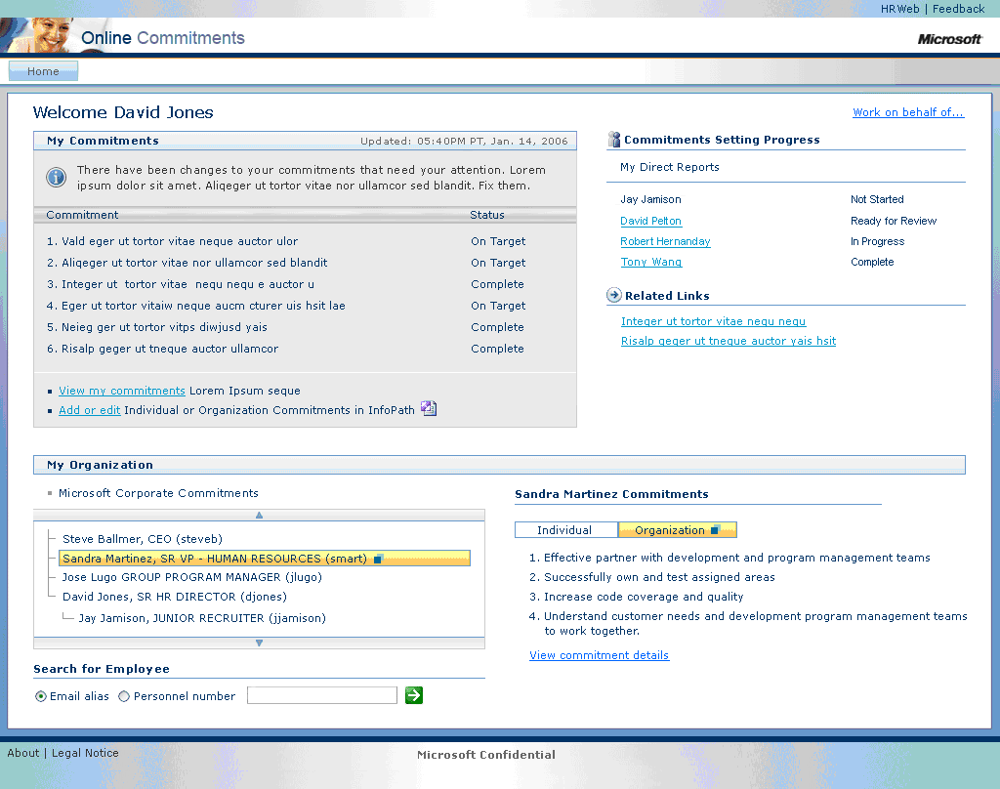 HRWeb | Feedback
Online Commitments
Microsoft
Home
Welcome David Jones
Work on behalf of...
My Commitments
Updated: 05:40PM PT, Jan. 14, 2006
There have been changes to your commitments that need your attention. Lorem
ipsum dolor sit amet. Aliqeger ut tortor vitae nor ullamcor sed blandit. Fix them.
Commitment Status
1. Vald eger ut tortor vitae neque auctor ulor On Target
2. Aliqeger ut tortor vitae nor ullamcor sed blandit On Target
3. Integer ut tortor vitae nequ nequ e auctor u Complete
4. Eger ut tortor vitaiw neque aucm cturer uis hsit lae On Target
5. Neieg ger ut tortor vitps diwjusd yais Complete
6. Risalp geger ut tneque auctor ullamcor Complete
View my commitments Lorem Ipsum seque
Add or edit Individual or Organization Commitments in InfoPath
Commitments Setting Progress
My Direct Reports
Jay Jamison Not Started
David Pelton Ready for Review
Robert Hernanday In Progress
Tony Wang Complete
Related Links
Integer ut tortor vitae nequ nequ
Risalp geger ut tneque auctor yais hsit
My Organization
Microsoft Corporate Commitments
Steve Ballmer, CEO (steveb)
Sandra Martinez, SR VP - HUMAN RESOURCES (smart)
Jose Lugo GROUP PROGRAM MANAGER (jlugo)
David Jones, SR HR DIRECTOR (djones)
Jay Jamison, JUNIOR RECRUITER (jjamison)
Search for Employee
Email alias Personnel number
Sandra Martinez Commitments
Individual Organization
1. Effective partner with development and program management teams
2. Successfully own and test assigned areas
3. Increase code coverage and quality
4. Understand customer needs and development program management teams
to work together.
View commitment details
About | Legal Notice
Microsoft Confidential